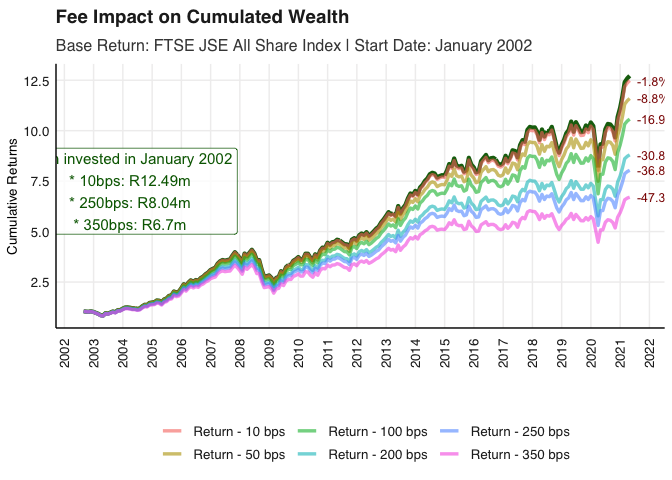 Fee Impact on Cumulated Wealth
Base Return: FTSE JSE All Share Index | Start Date: January 2002
Cumulative Returns
12.5
10.0
7.5
5.0
2.5
invested in January 2002
* 10bps: R12.49m
* 250bps: R8.04m
* 350bps: R6.7m
-1.8%
-8.8%
-16.9
-30.8
-36.8
-47.3
2002 2003 2004 2005 2006 2007 2008 2009 2010 2011 2012 2013 2014 2015 2016 2017 2018 2019 2020 2021 2022
Return - 10 bps Return - 100 bps Return - 250 bps
Return - 50 bps Return - 200 bps Return - 350 bps